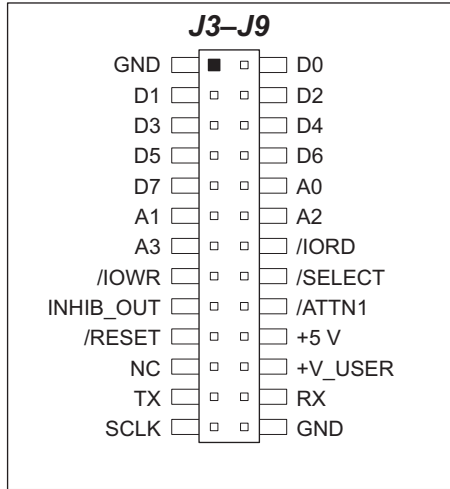 J3–J9
GND D0
D1 D2
D3 D4
D5 D6
D7 A0
A1 A2
A3 /IORD
/IOWR /SELECT
INHIB_OUT /ATTN1
/RESET +5 V
NC +V_USER
TX RX
SCLK GND